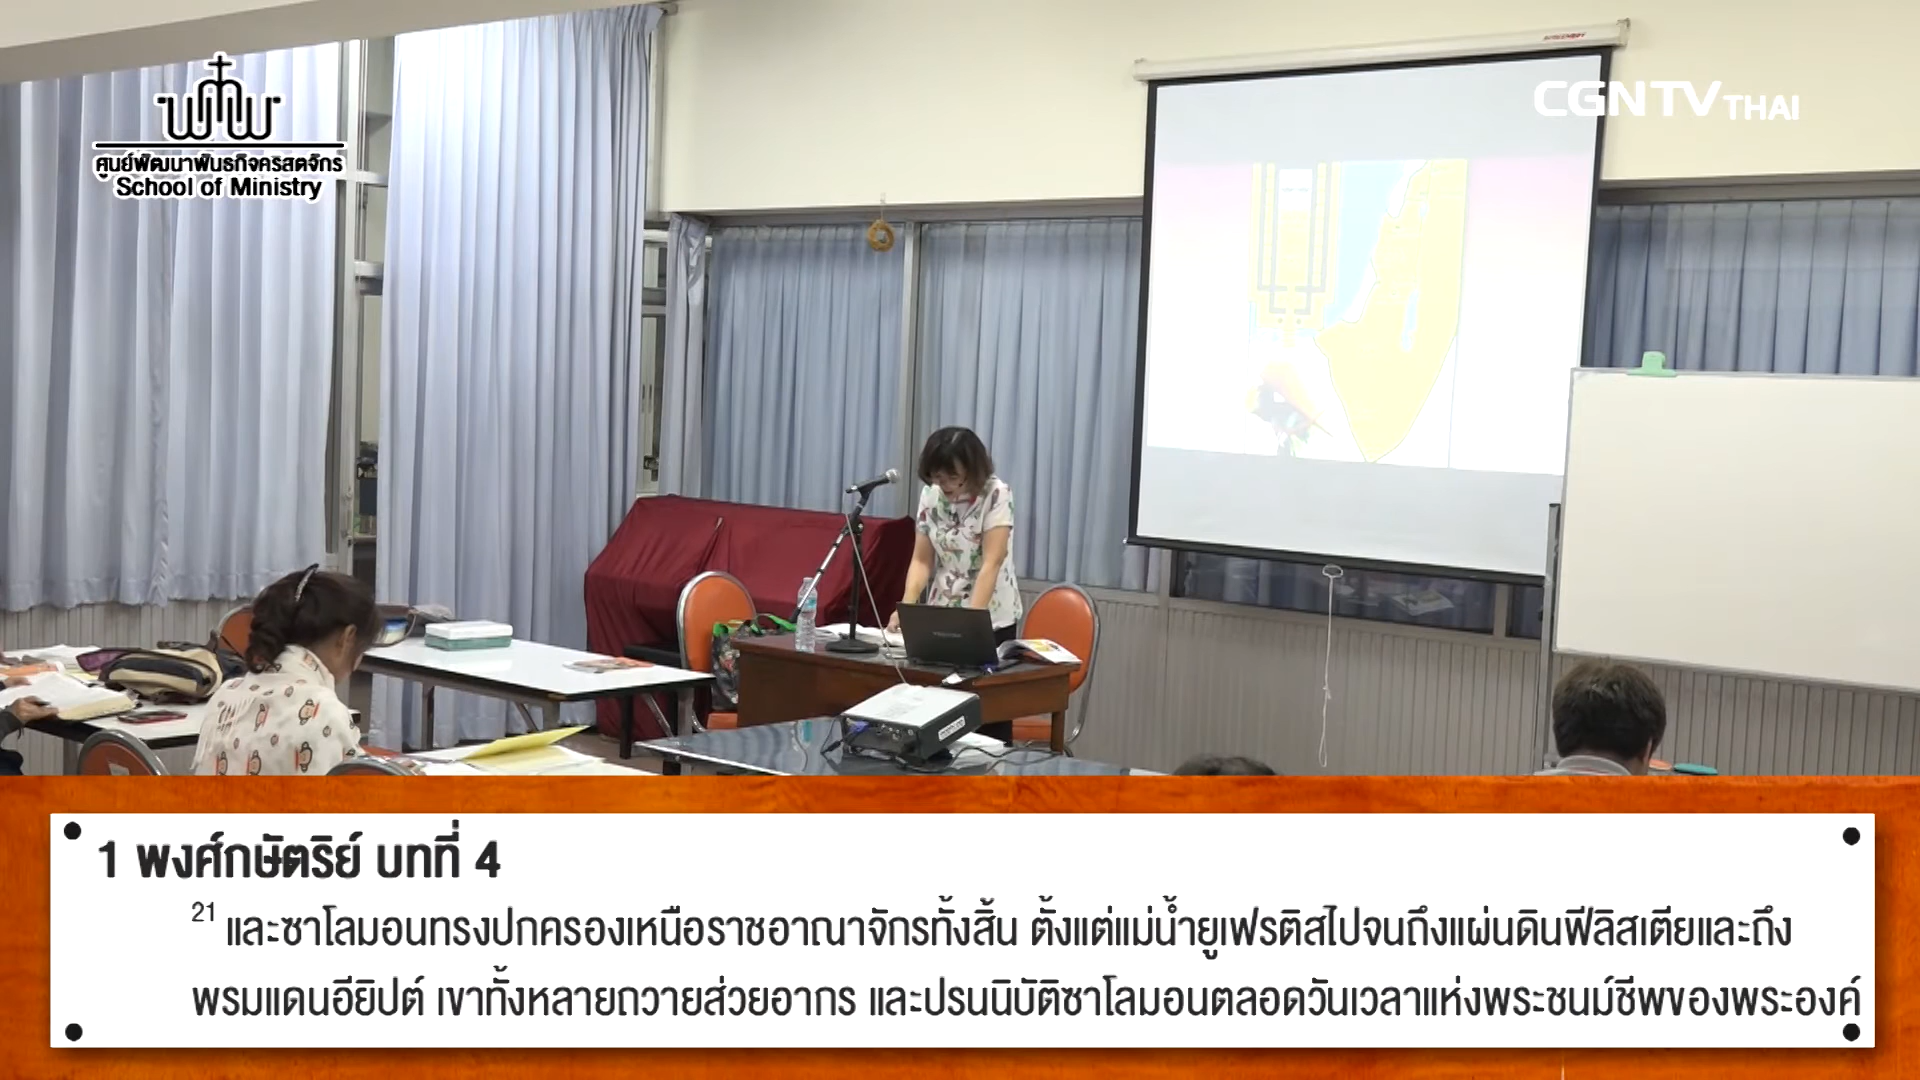 CGNTV THAI
ศูนย์พัฒนาพันธกิจคริสตจักร
School of Ministry
1 พงศ์กษัตริย์ บทที่ 4
21 และซาโลมอนทรงปกครองเหนือราชอาณาจักรทั้งสิ้น ตั้งแต่แม่น้ำยูเฟรติสไปจนถึงแผ่นดินฟีลิสเตียและถึง
พรมแดนอียิปต์ เขาทั้งหลายถวายส่วยอากร และปรนนิบัติซาโลมอนตลอดวันเวลาแห่งพระชนม์ชีพของพระองค์